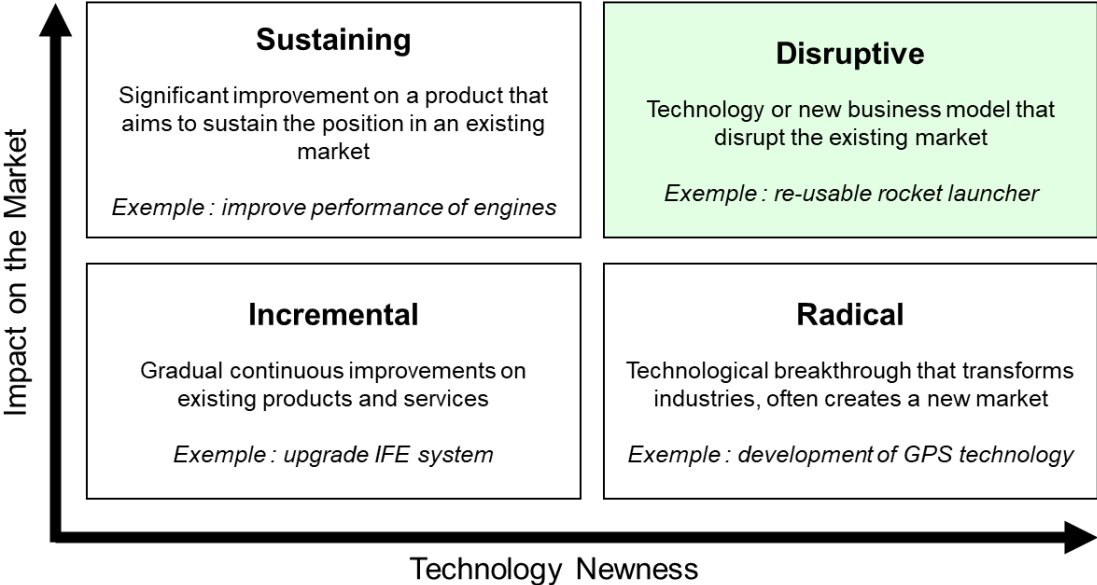 Impact on the Market
Sustaining
Significant improvement on a product that
aims to sustain the position in an existing
market
Exemple : improve performance of engines
Disruptive
Technology or new business model that
disrupt the existing market
Exemple : re-usable rocket launcher
Incremental
Gradual continuous improvements on
existing products and services
Exemple : upgrade IFE system
Radical
Technological breakthrough that transforms
industries, often creates a new market
Exemple : development of GPS technology
Technology Newness